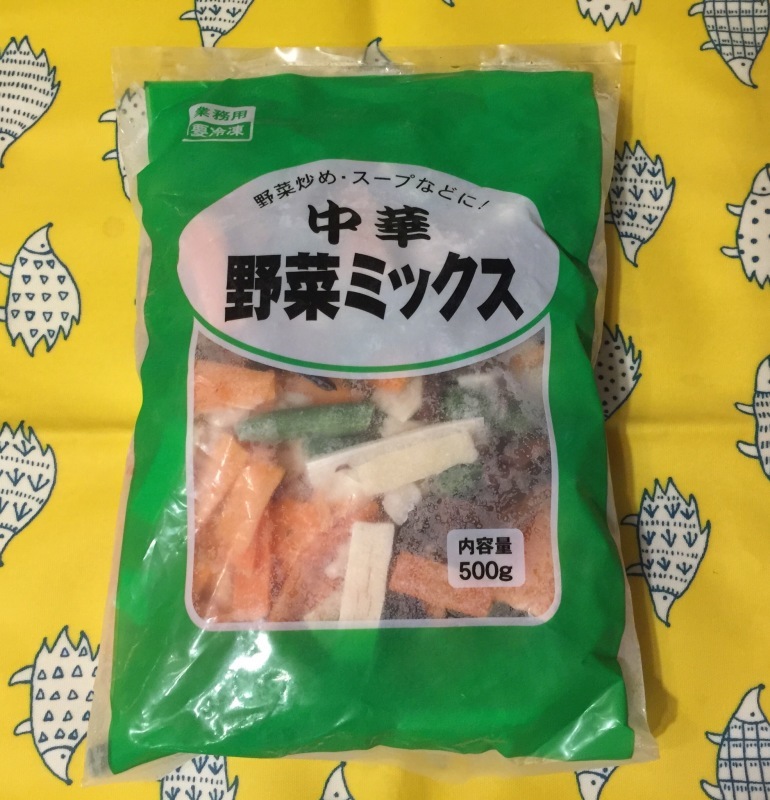 業務用
要冷凍
野菜炒め・スープなどに!
中華
野菜ミックス
内容量
500g